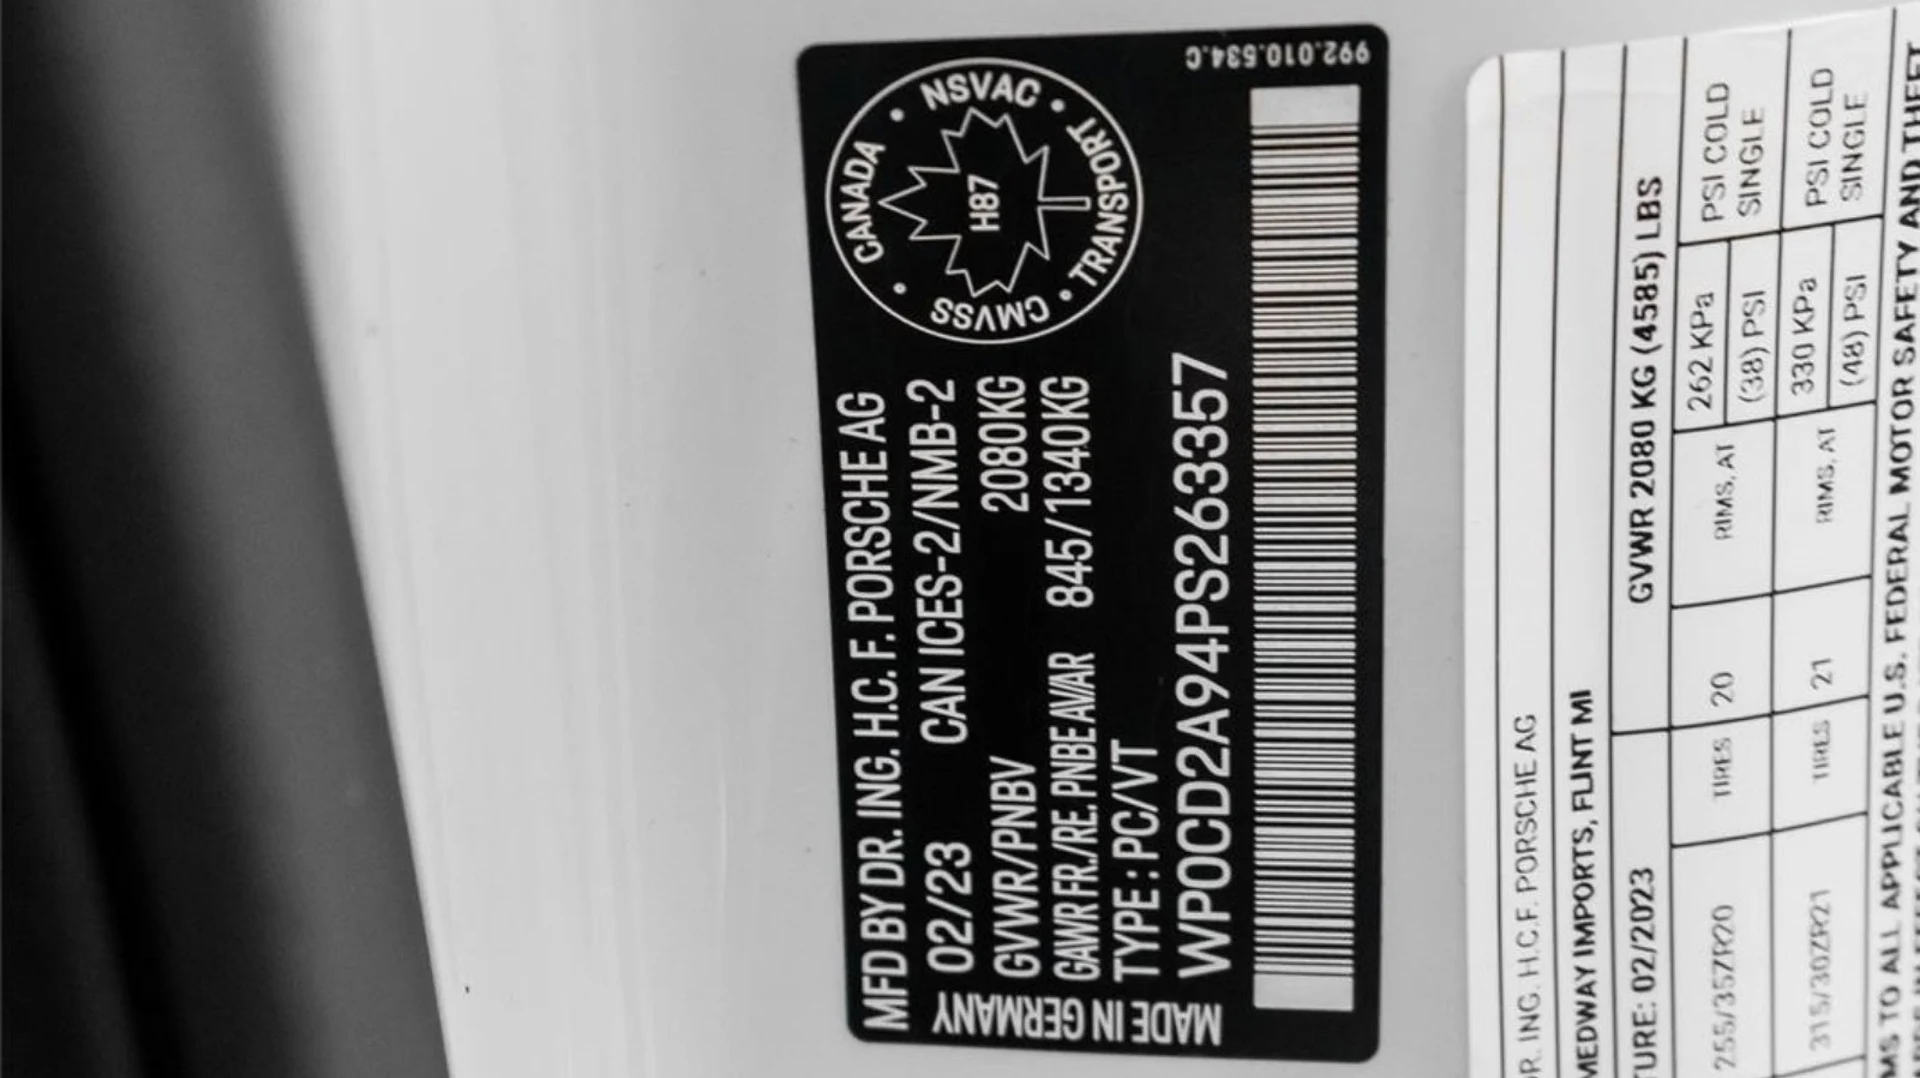 992.010.534.C
CANADA • NSVAC • TRANSPORT • CMVSS •
H87
MFD BY DR. ING. H.C. F. PORSCHE AG
02/23 CAN ICES-2/NMB-2
GVWR/PNBV 2080KG
GAWR FR./RE. PNBE AV/AR 845/1340KG
TYPE : PC/VT
WP0CD2A94PS263357
MADE IN GERMANY
DR. ING. H.C.F. PORSCHE AG
MEDWAY IMPORTS, FLINT MI
TURE: 02/2023 GVWR 2080 KG (4585) LBS
255/35ZR20 TIRES 20 RIMS, AT 262 KPa (38) PSI PSI COLD SINGLE
315/30ZR21 TIRES 21 RIMS, AT 330 KPa (48) PSI PSI COLD SINGLE
MS TO ALL APPLICABLE U.S. FEDERAL MOTOR SAFETY AND THEFT